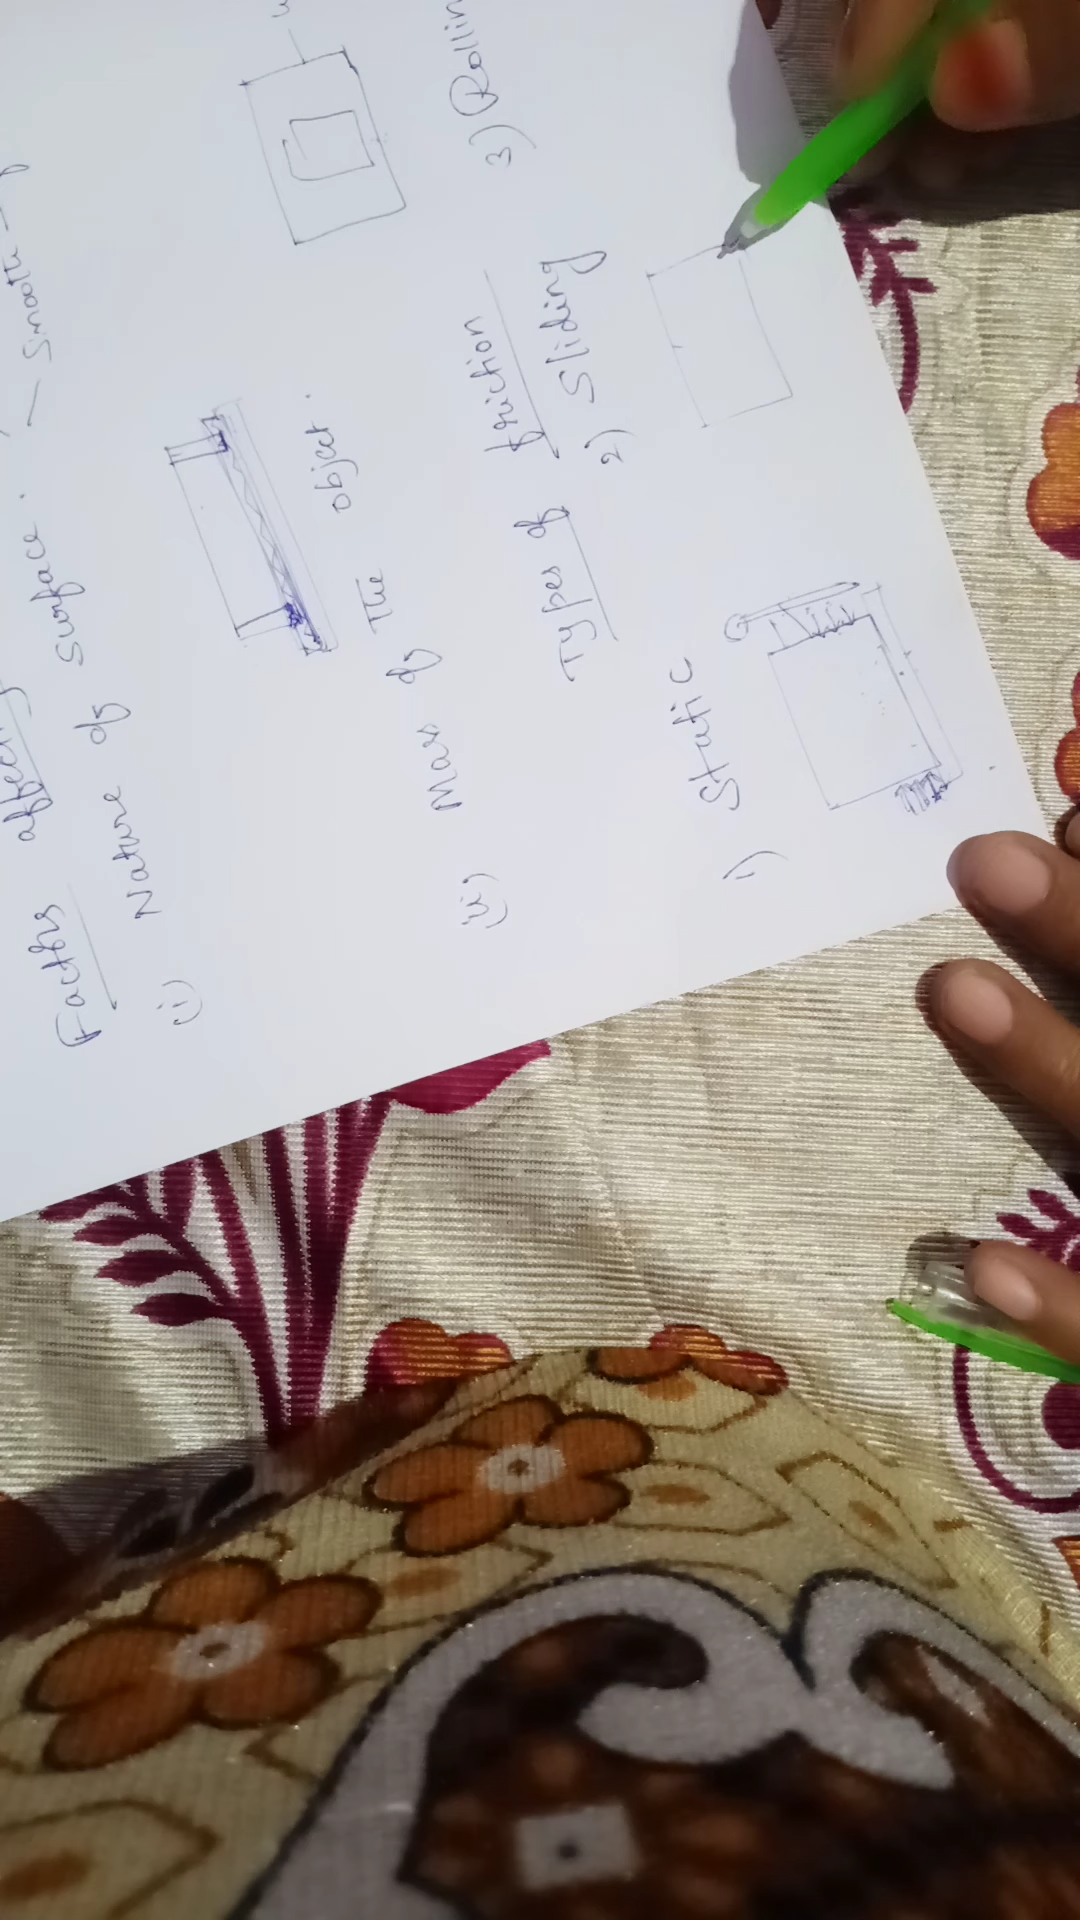 Factors affecting
(i) Nature of Surface. — Smooth
(ii) Mass of The object.
Types of friction
1) Static 2) Sliding 3) Rollin